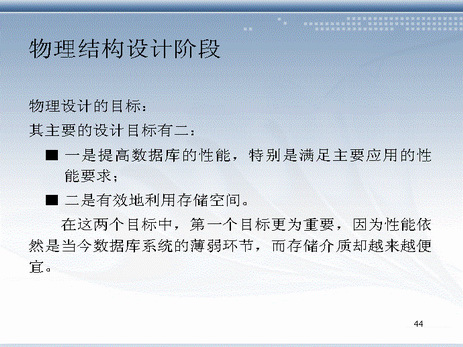 物理结构设计阶段
物理设计的目标：
其主要的设计目标有二：
■ 一是提高数据库的性能，特别是满足主要应用的性
能要求；
■ 二是有效地利用存储空间。
在这两个目标中，第一个目标更为重要，因为性能依
然是当今数据库系统的薄弱环节，而存储介质却越来越便
宜。
44